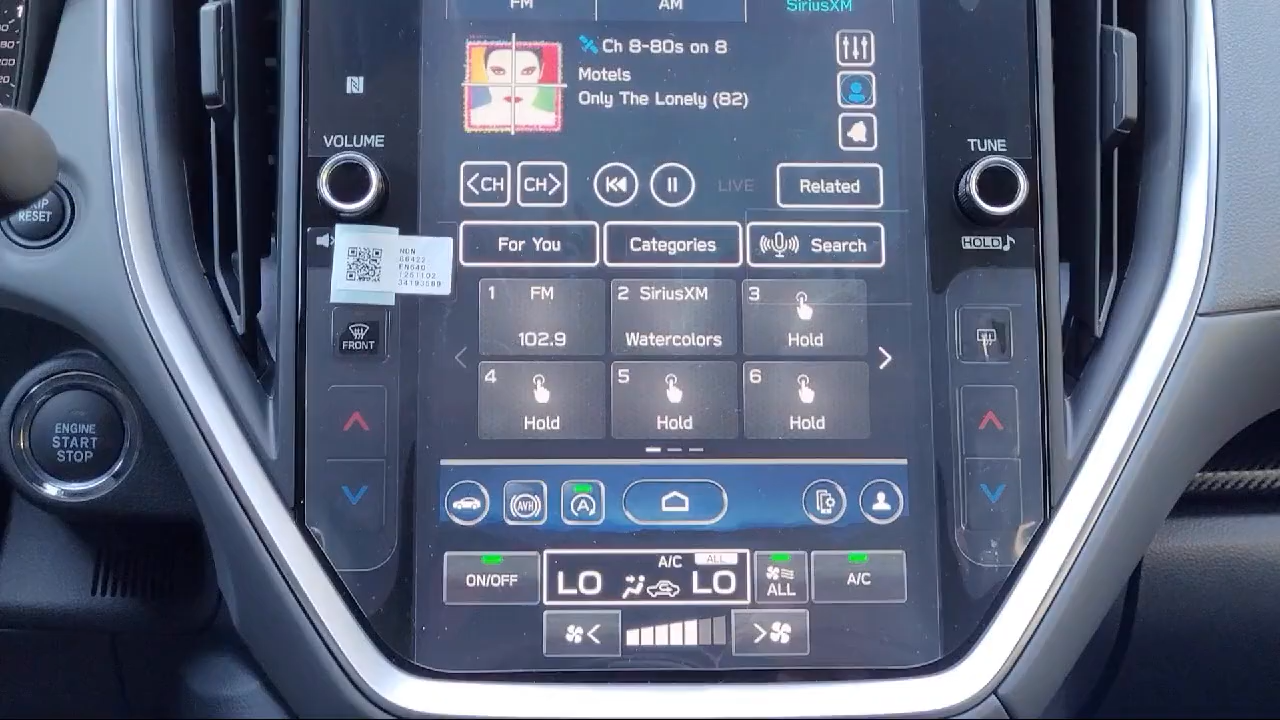 FM AM SiriusXM
Ch 8-80s on 8
Motels
Only The Lonely (82)
VOLUME
TUNE
<CH CH> LIVE Related
RESET
For You Categories Search
HOLD
1 FM
102.9
2 SiriusXM
Watercolors
3
Hold
4
Hold
5
Hold
6
Hold
FRONT
ENGINE
START
STOP
AVH A
ON/OFF
A/C ALL
LO LO
ALL
A/C